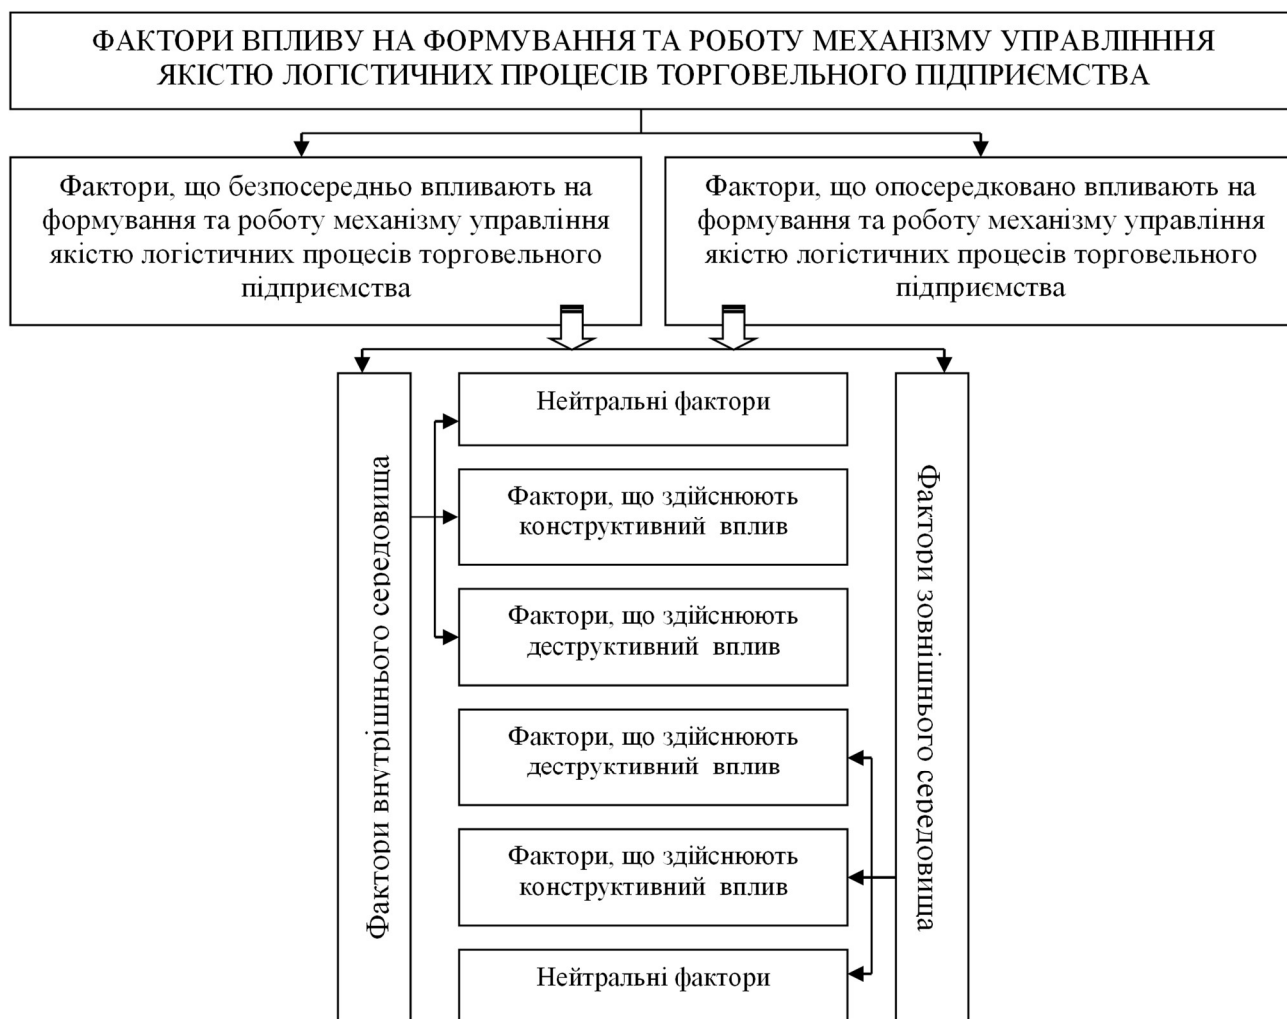 ФАКТОРИ ВПЛИВУ НА ФОРМУВАННЯ ТА РОБОТУ МЕХАНІЗМУ УПРАВЛІНННЯ
ЯКІСТЮ ЛОГІСТИЧНИХ ПРОЦЕСІВ ТОРГОВЕЛЬНОГО ПІДПРИЄМСТВА
Фактори, що безпосередньо впливають на
формування та роботу механізму управління
якістю логістичних процесів торговельного
підприємства
Фактори, що опосередковано впливають на
формування та роботу механізму управління
якістю логістичних процесів торговельного
підприємства
Фактори внутрішнього середовища
Нейтральні фактори
Фактори, що здійснюють
конструктивний вплив
Фактори, що здійснюють
деструктивний вплив
Фактори, що здійснюють
деструктивний вплив
Фактори, що здійснюють
конструктивний вплив
Нейтральні фактори
Фактори зовнішнього середовища